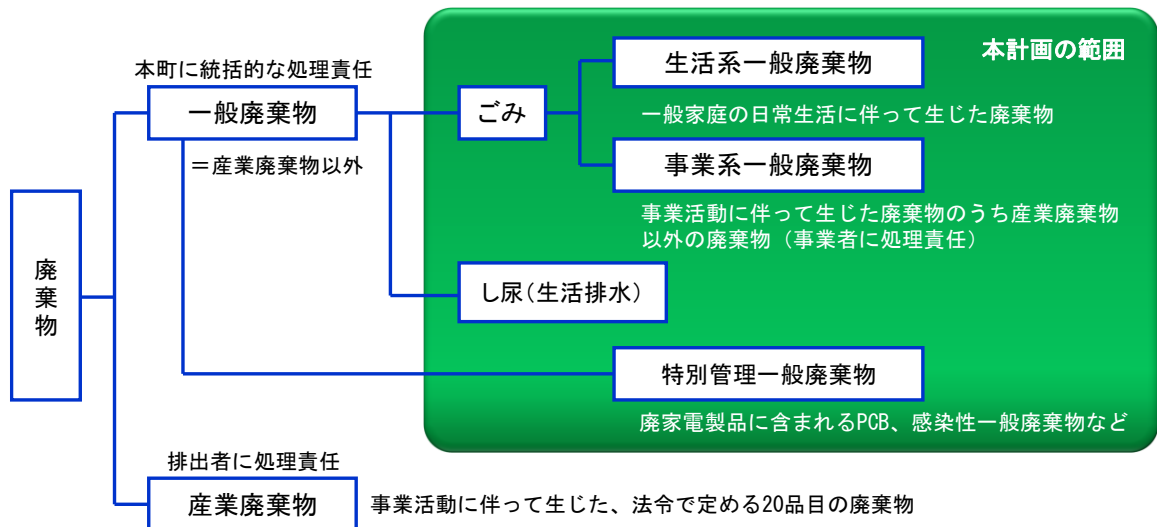 本計画の範囲
本町に統括的な処理責任
一般廃棄物
＝産業廃棄物以外
ごみ
生活系一般廃棄物
一般家庭の日常生活に伴って生じた廃棄物
事業系一般廃棄物
事業活動に伴って生じた廃棄物のうち産業廃棄物
以外の廃棄物（事業者に処理責任）
廃棄物
し尿（生活排水）
特別管理一般廃棄物
廃家電製品に含まれるPCB、感染性一般廃棄物など
排出者に処理責任
産業廃棄物
事業活動に伴って生じた、法令で定める20品目の廃棄物